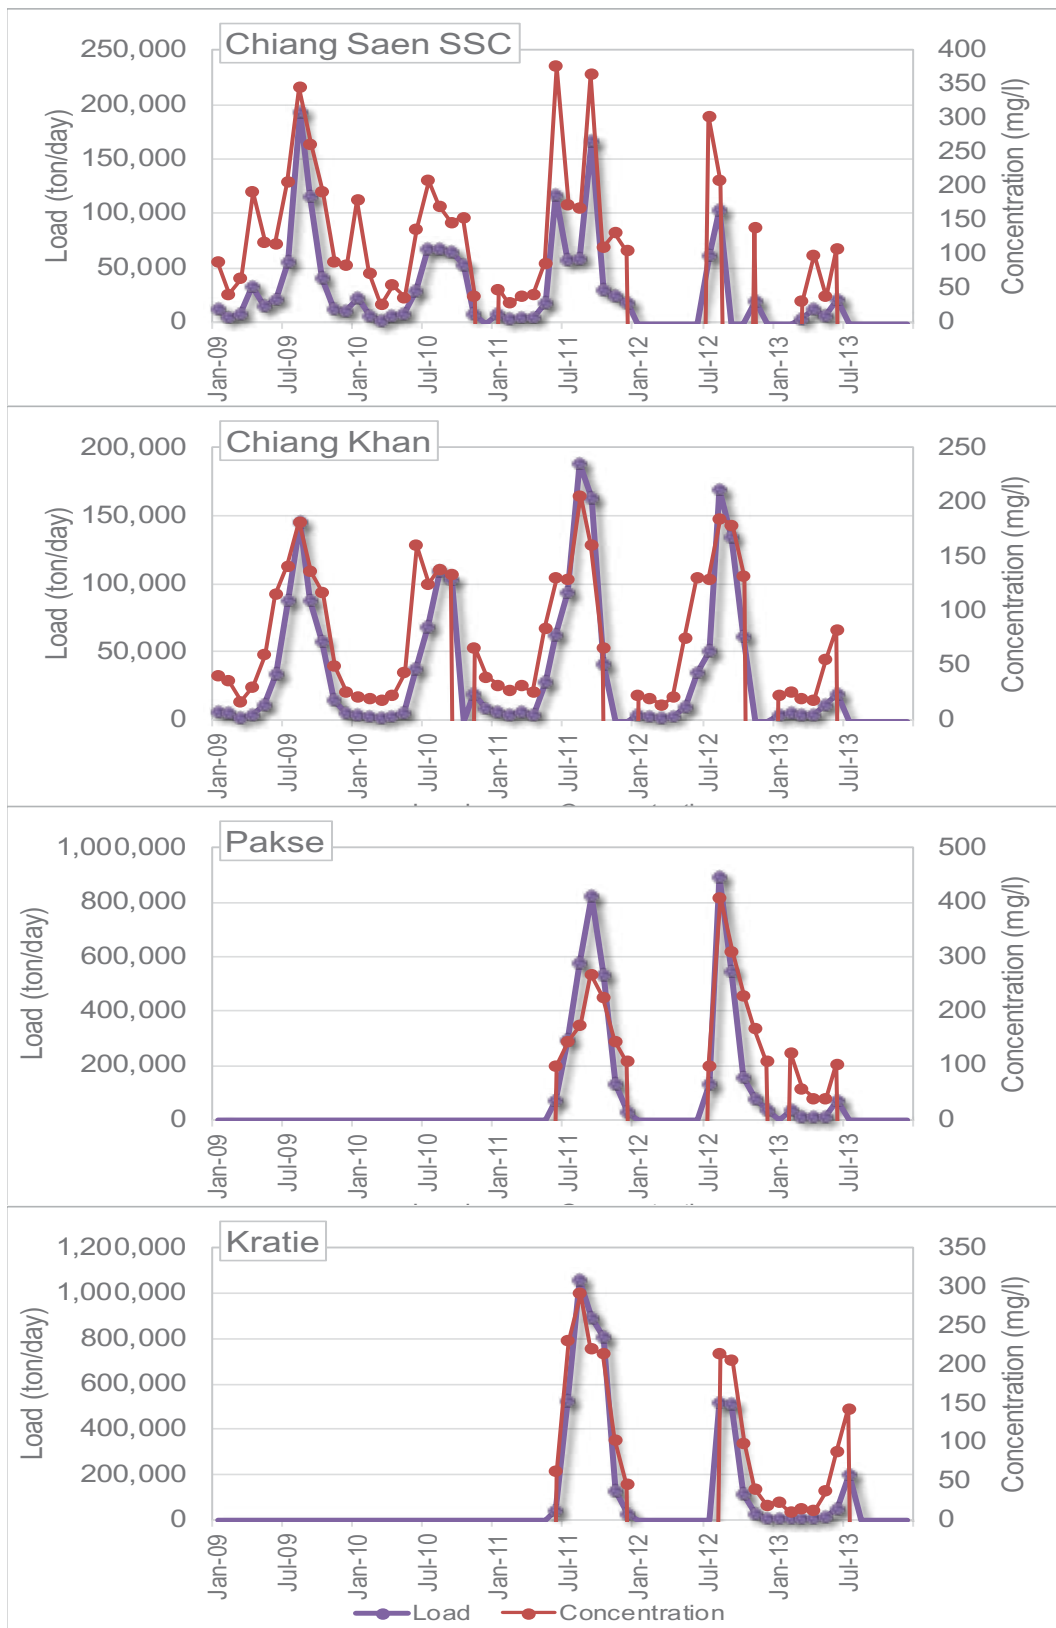 Chiang Saen SSC
Load (ton/day)
250,000
200,000
150,000
100,000
50,000
0
400
350
300
250
200
150
100
50
0
Concentration (mg/l)
Jan-09
Jul-09
Jan-10
Jul-10
Jan-11
Jul-11
Jan-12
Jul-12
Jan-13
Jul-13
Chiang Khan
Load (ton/day)
200,000
150,000
100,000
50,000
0
250
200
150
100
50
0
Concentration (mg/l)
Jan-09
Jul-09
Jan-10
Jul-10
Jan-11
Jul-11
Jan-12
Jul-12
Jan-13
Jul-13
Pakse
Load (ton/day)
1,000,000
800,000
600,000
400,000
200,000
0
500
400
300
200
100
0
Concentration (mg/l)
Jan-09
Jul-09
Jan-10
Jul-10
Jan-11
Jul-11
Jan-12
Jul-12
Jan-13
Jul-13
Kratie
Load (ton/day)
1,200,000
1,000,000
800,000
600,000
400,000
200,000
0
350
300
250
200
150
100
50
0
Concentration (mg/l)
Jan-09
Jul-09
Jan-10
Jul-10
Jan-11
Jul-11
Jan-12
Jul-12
Jan-13
Jul-13
Load Concentration